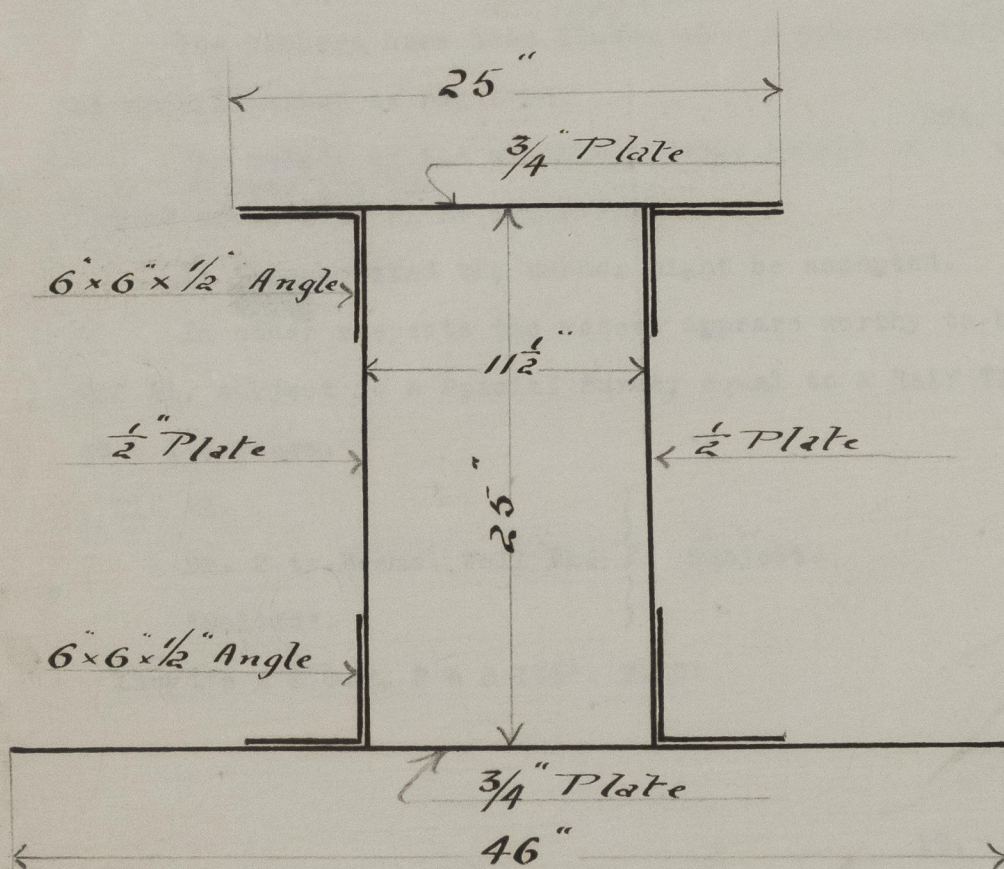 25"
3/4" Plate
6"×6"×1/2" Angle
11 1/2"
1/2" Plate
1/2 Plate
25"
6"×6"×1/2" Angle
3/4" Plate
46"